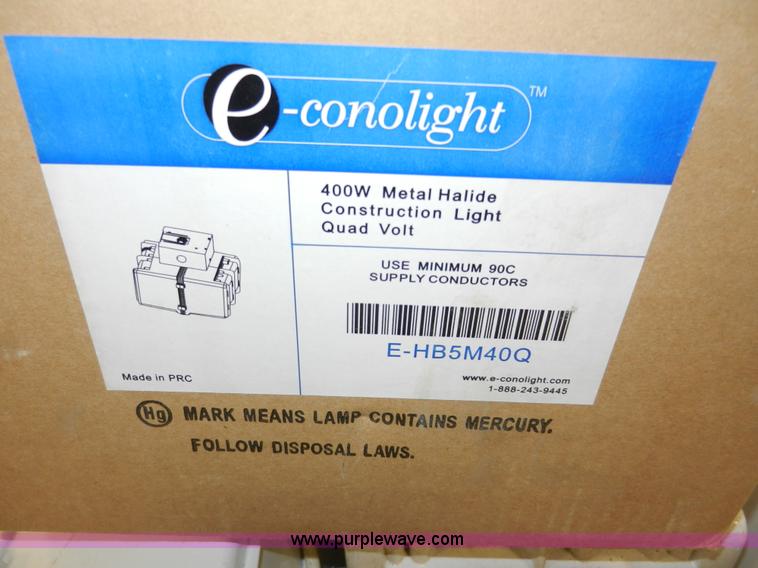 e-conolight™
400W Metal Halide
Construction Light
Quad Volt
USE MINIMUM 90C
SUPPLY CONDUCTORS
E-HB5M40Q
Made in PRC
www.e-conolight.com
1-888-243-9445
Hg MARK MEANS LAMP CONTAINS MERCURY.
FOLLOW DISPOSAL LAWS.
www.purplewave.com